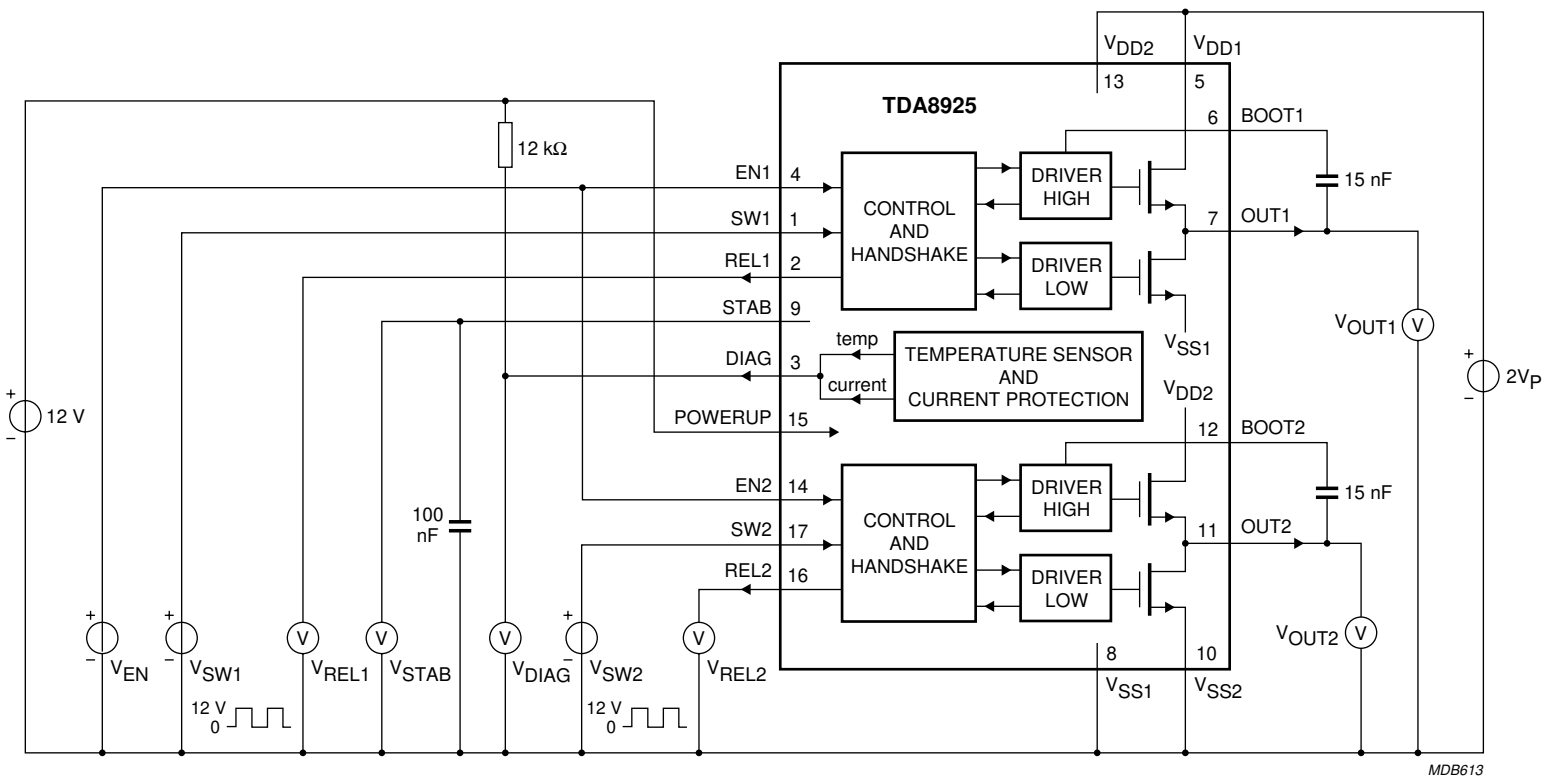 VDD2
VDD1
13
5
TDA8925
6
BOOT1
12 kΩ
15 nF
EN1
4
SW1
1
REL1
2
STAB
9
DIAG
3
POWERUP
15
CONTROL
AND
HANDSHAKE
DRIVER
HIGH
DRIVER
LOW
7
OUT1
VSS1
temp
current
TEMPERATURE SENSOR
AND
CURRENT PROTECTION
VDD2
VOUT1
V
+
−
2VP
+
−
12 V
12
BOOT2
15 nF
EN2
14
SW2
17
REL2
16
CONTROL
AND
HANDSHAKE
DRIVER
HIGH
DRIVER
LOW
11
OUT2
VOUT2
V
100
nF
+
−
VEN
+
−
VSW1
V
VREL1
V
VSTAB
V
VDIAG
+
−
VSW2
V
VREL2
12 V
0
12 V
0
8
VSS1
10
VSS2
MDB613